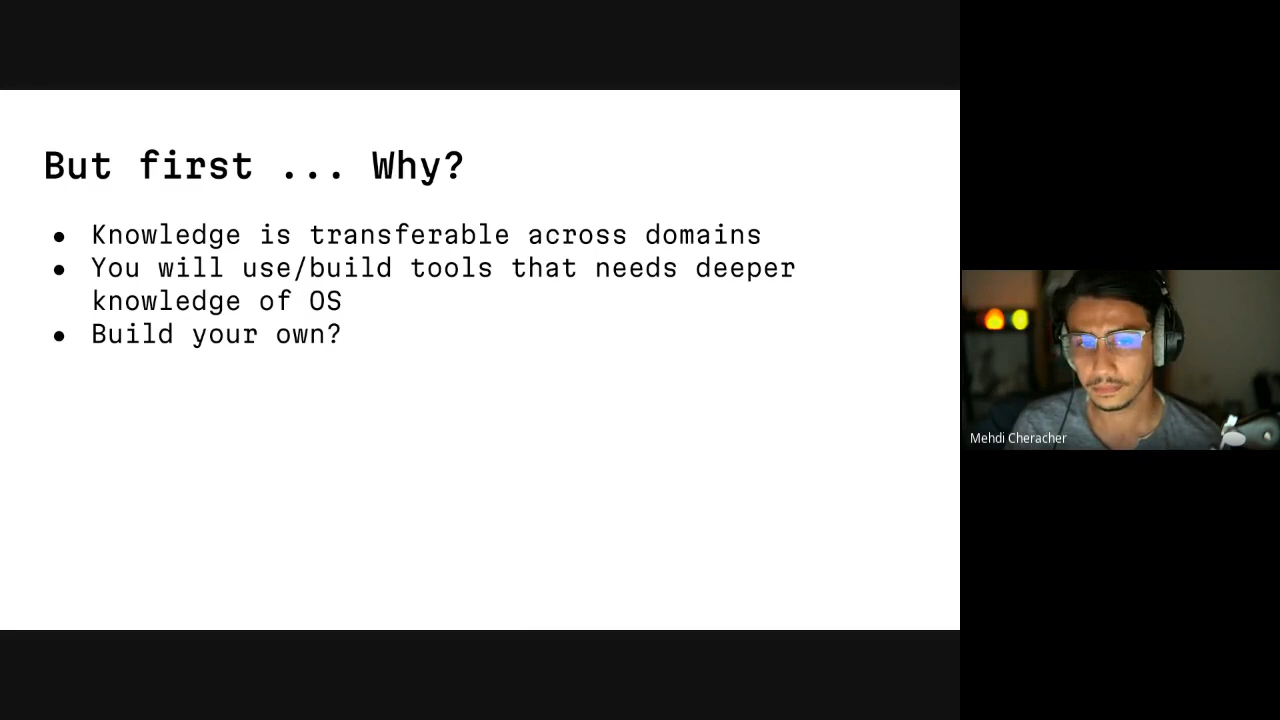 But first ... Why?
● Knowledge is transferable across domains
● You will use/build tools that needs deeper
knowledge of OS
● Build your own?
Mehdi Cheracher